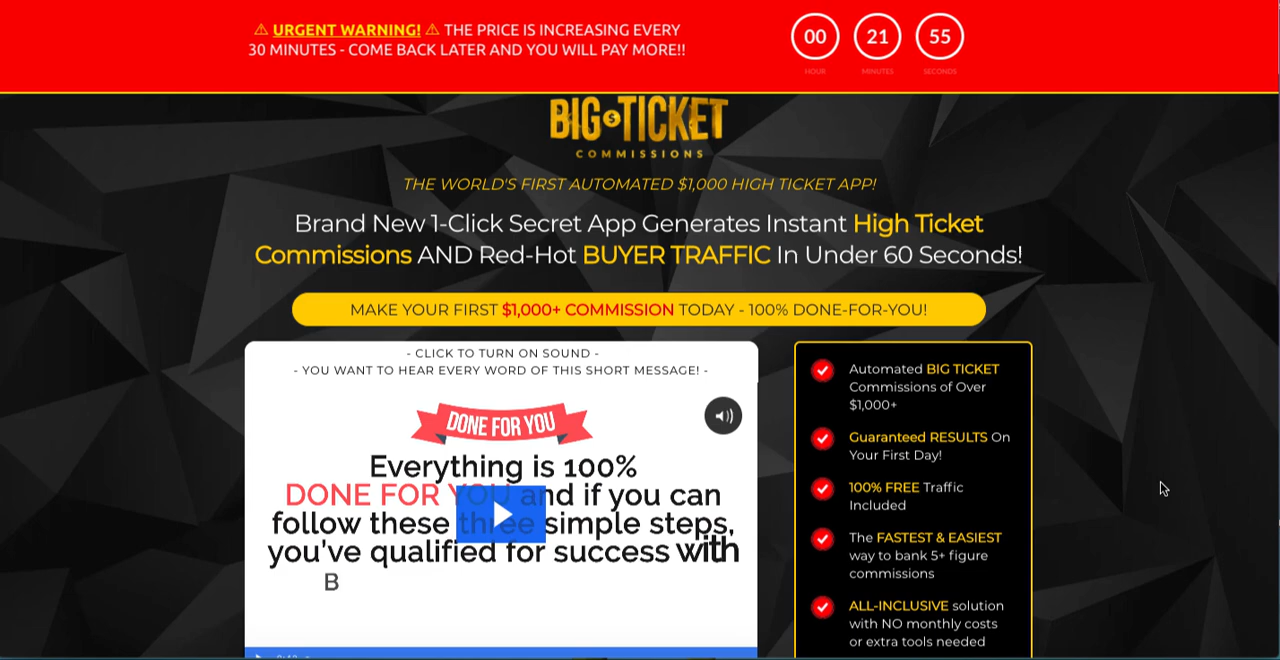 ⚠ URGENT WARNING! ⚠ THE PRICE IS INCREASING EVERY
30 MINUTES - COME BACK LATER AND YOU WILL PAY MORE!!
00 21 55
HOUR MINUTES SECONDS
BIG $ TICKET
COMMISSIONS
THE WORLD'S FIRST AUTOMATED $1,000 HIGH TICKET APP!
Brand New 1-Click Secret App Generates Instant High Ticket
Commissions AND Red-Hot BUYER TRAFFIC In Under 60 Seconds!
MAKE YOUR FIRST $1,000+ COMMISSION TODAY - 100% DONE-FOR-YOU!
- CLICK TO TURN ON SOUND -
- YOU WANT TO HEAR EVERY WORD OF THIS SHORT MESSAGE! -
DONE FOR YOU
Everything is 100%
DONE FOR YOU and if you can
follow these three simple steps,
you've qualified for success with
B
Automated BIG TICKET
Commissions of Over
$1,000+
Guaranteed RESULTS On
Your First Day!
100% FREE Traffic
Included
The FASTEST & EASIEST
way to bank 5+ figure
commissions
ALL-INCLUSIVE solution
with NO monthly costs
or extra tools needed